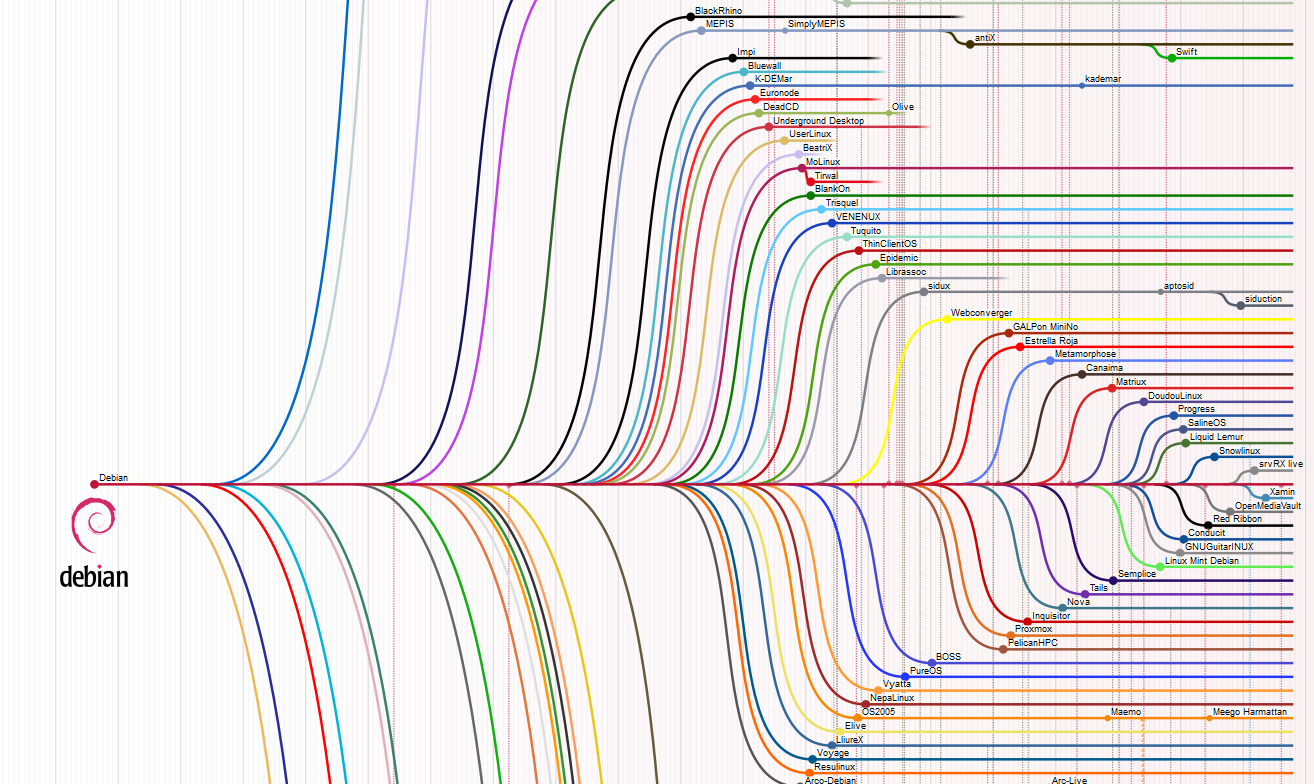 BlackRhino
MEPIS SimplyMEPIS
antiX
Impi Swift
Bluewall
K-DEMar kademar
Euronode
DeadCD Olive
Underground Desktop
UserLinux
BeatriX
MoLinux
Tirwal
BlankOn
Trisquel
VENENUX
Tuquito
ThinClientOS
Epidemic
Librassoc
sidux aptosid
siduction
Webconverger
GALPon MiniNo
Estrella Roja
Metamorphose
Canaima
Matriux
DoudouLinux
Progress
SalineOS
Liquid Lemur
Snowlinux
srvRX live
Debian
Xamin
OpenMediaVault
Red Ribbon
Conducit
GNUGuitarINUX
Linux Mint Debian
debian
Semplice
Tails
Nova
Inquisitor
Proxmox
PelicanHPC
BOSS
PureOS
Vyatta
NepaLinux
OS2005 Maemo Meego Harmattan
Elive
LliureX
Voyage
Resulinux
Arco-Debian Arc-Live